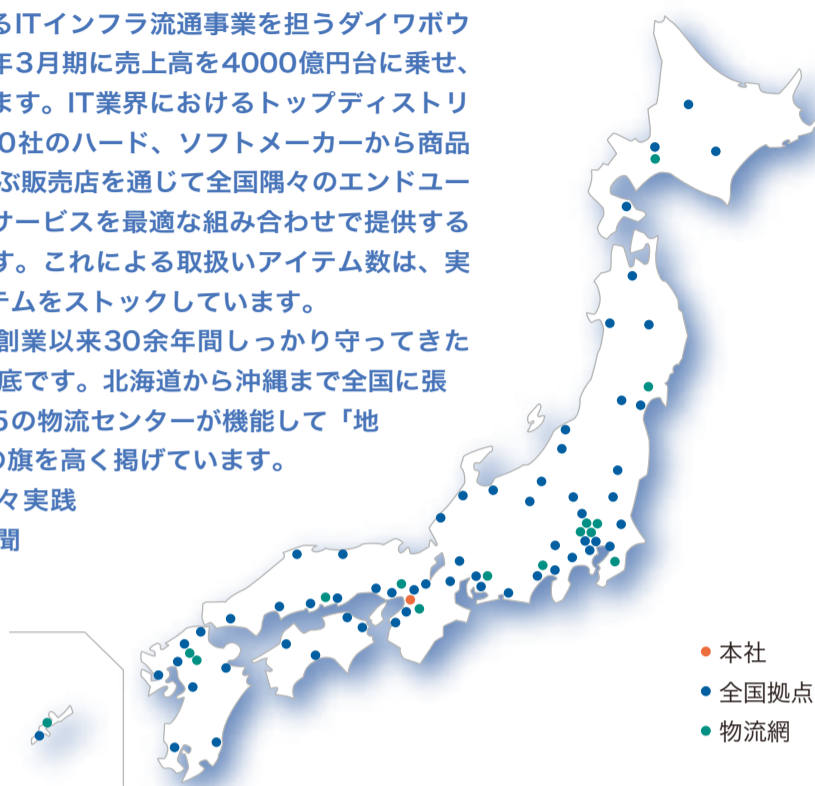 るITインフラ流通事業を担うダイワボウ
年3月期に売上高を4000億円台に乗せ、
ます。IT業界におけるトップディストリ
0社のハード、ソフトメーカーから商品
ぶ販売店を通じて全国隅々のエンドユー
サービスを最適な組み合わせで提供する
す。これによる取扱いアイテム数は、実
テムをストックしています。
創業以来30余年間しっかり守ってきた
底です。北海道から沖縄まで全国に張
5の物流センターが機能して「地
の旗を高く掲げています。
々実践
聞
本社
全国拠点
物流網